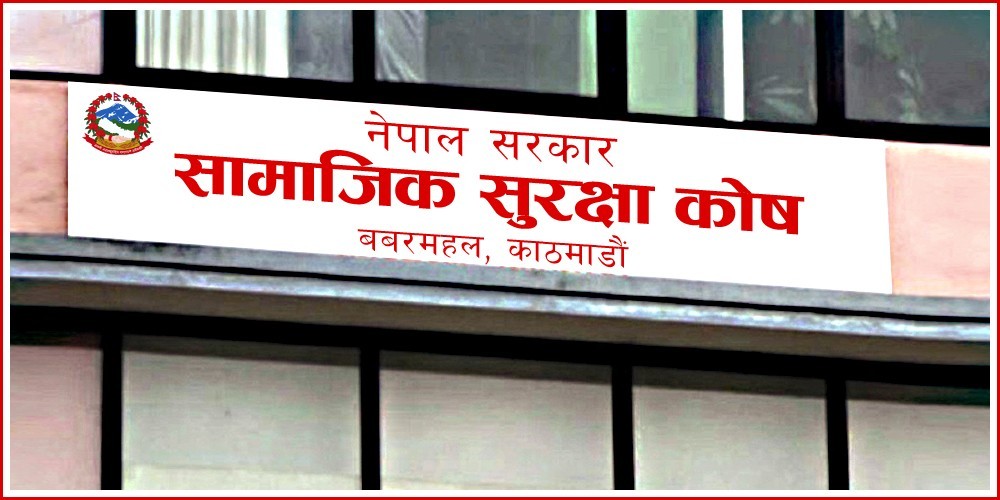 नेपाल सरकार
सामाजिक सुरक्षा कोष
बबरमहल, काठमाडौं